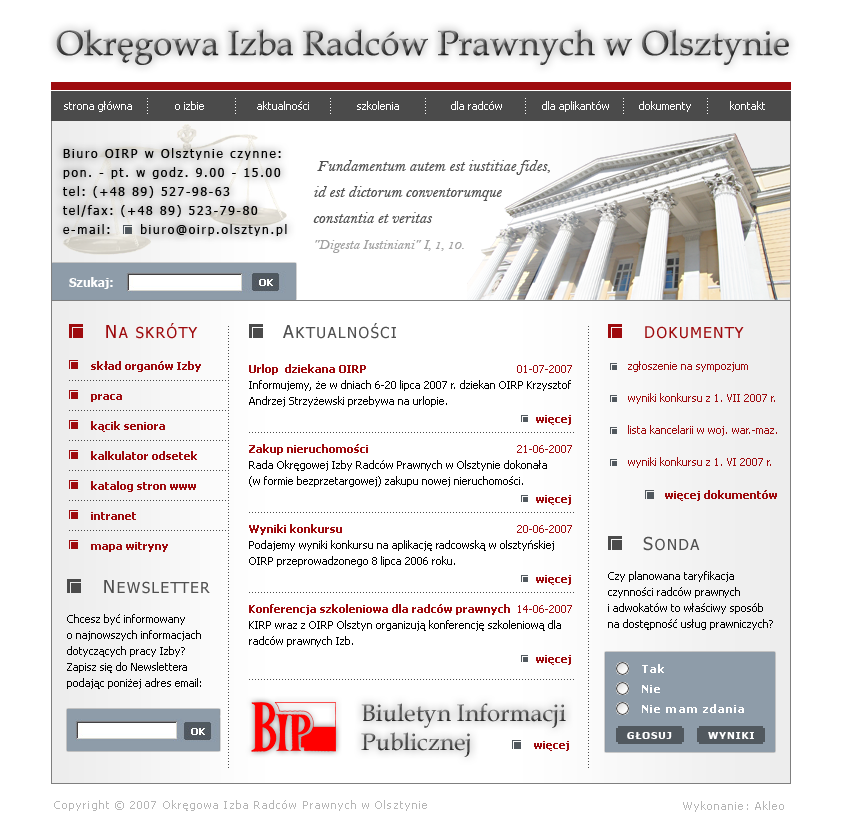 Okręgowa Izba Radców Prawnych w Olsztynie
strona główna
o izbie
aktualności
szkolenia
dla radców
dla aplikantów
dokumenty
kontakt
Biuro OIRP w Olsztynie czynne:
pon. - pt. w godz. 9.00 - 15.00
tel: (+48 89) 527-98-63
tel/fax: (+48 89) 523-79-80
e-mail: biuro@oirp.olsztyn.pl
Szukaj:
OK
Fundamentum autem est iustitiae fides,
id est dictorum conventorumque
constantia et veritas
"Digesta Iustiniani" I, 1, 10.
NA SKRÓTY
skład organów Izby
praca
kącik seniora
kalkulator odsetek
katalog stron www
intranet
mapa witryny
NEWSLETTER
Chcesz być informowany
o najnowszych informacjach
dotyczących pracy Izby?
Zapisz się do Newslettera
podając poniżej adres email:
OK
AKTUALNOŚCI
Urlop dziekana OIRP 01-07-2007
Informujemy, że w dniach 6-20 lipca 2007 r. dziekan OIRP Krzysztof
Andrzej Strzyżewski przebywa na urlopie.
więcej
Zakup nieruchomości 21-06-2007
Rada Okręgowej Izby Radców Prawnych w Olsztynie dokonała
(w formie bezprzetargowej) zakupu nowej nieruchomości.
więcej
Wyniki konkursu 20-06-2007
Podajemy wyniki konkursu na aplikację radcowską w olsztyńskiej
OIRP przeprowadzonego 8 lipca 2006 roku.
więcej
Konferencja szkoleniowa dla radców prawnych 14-06-2007
KIRP wraz z OIRP Olsztyn organizują konferencję szkoleniową dla
radców prawnych Izb.
więcej
BIP
Biuletyn Informacji
Publicznej
więcej
DOKUMENTY
zgłoszenie na sympozjum
wyniki konkursu z 1. VII 2007 r.
lista kancelarii w woj. war.-maz.
wyniki konkursu z 1. VI 2007 r.
więcej dokumentów
SONDA
Czy planowana taryfikacja
czynności radców prawnych
i adwokatów to właściwy sposób
na dostępność usług prawniczych?
Tak
Nie
Nie mam zdania
GŁOSUJ
WYNIKI
Copyright © 2007 Okręgowa Izba Radców Prawnych w Olsztynie
Wykonanie: Akleo